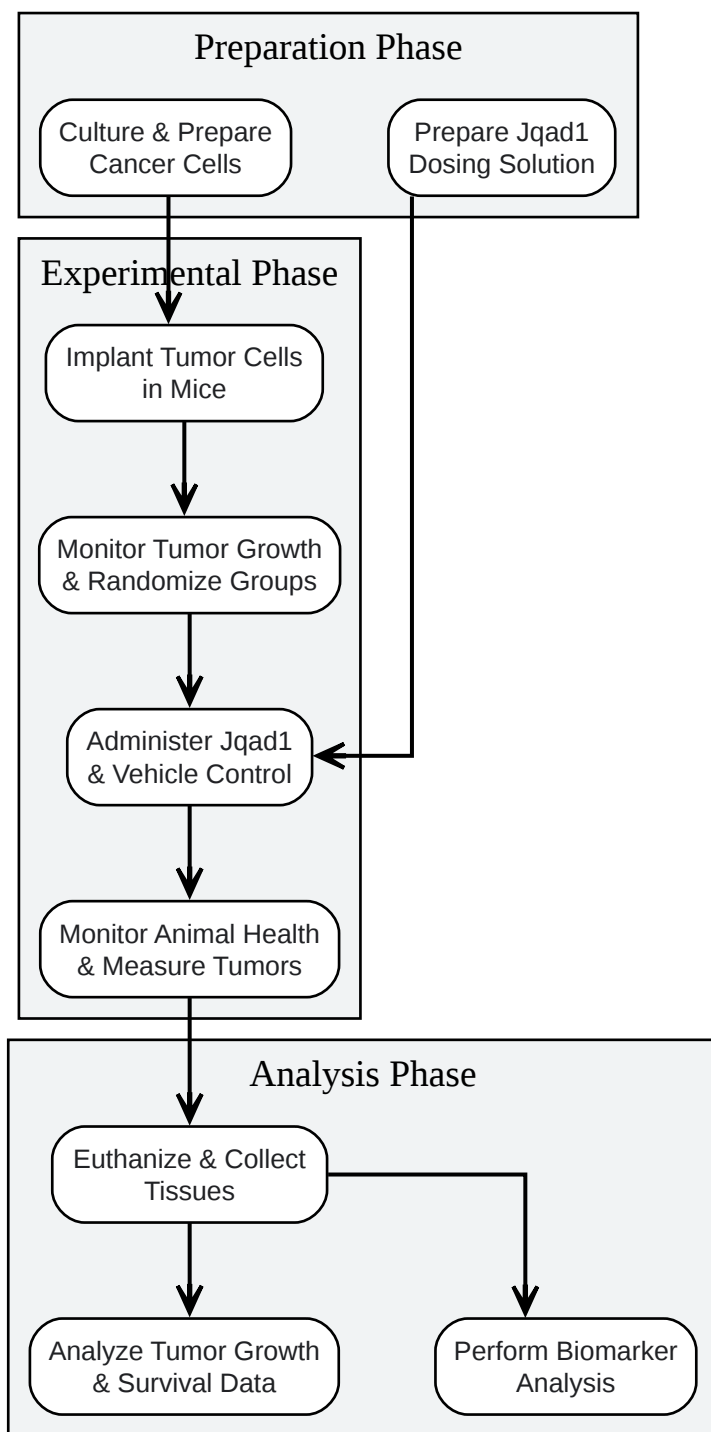 Preparation Phase
Culture & Prepare
Cancer Cells
Prepare Jqad1
Dosing Solution
Experimental Phase
Implant Tumor Cells
in Mice
Monitor Tumor Growth
& Randomize Groups
Administer Jqad1
& Vehicle Control
Monitor Animal Health
& Measure Tumors
Analysis Phase
Euthanize & Collect
Tissues
Analyze Tumor Growth
& Survival Data
Perform Biomarker
Analysis